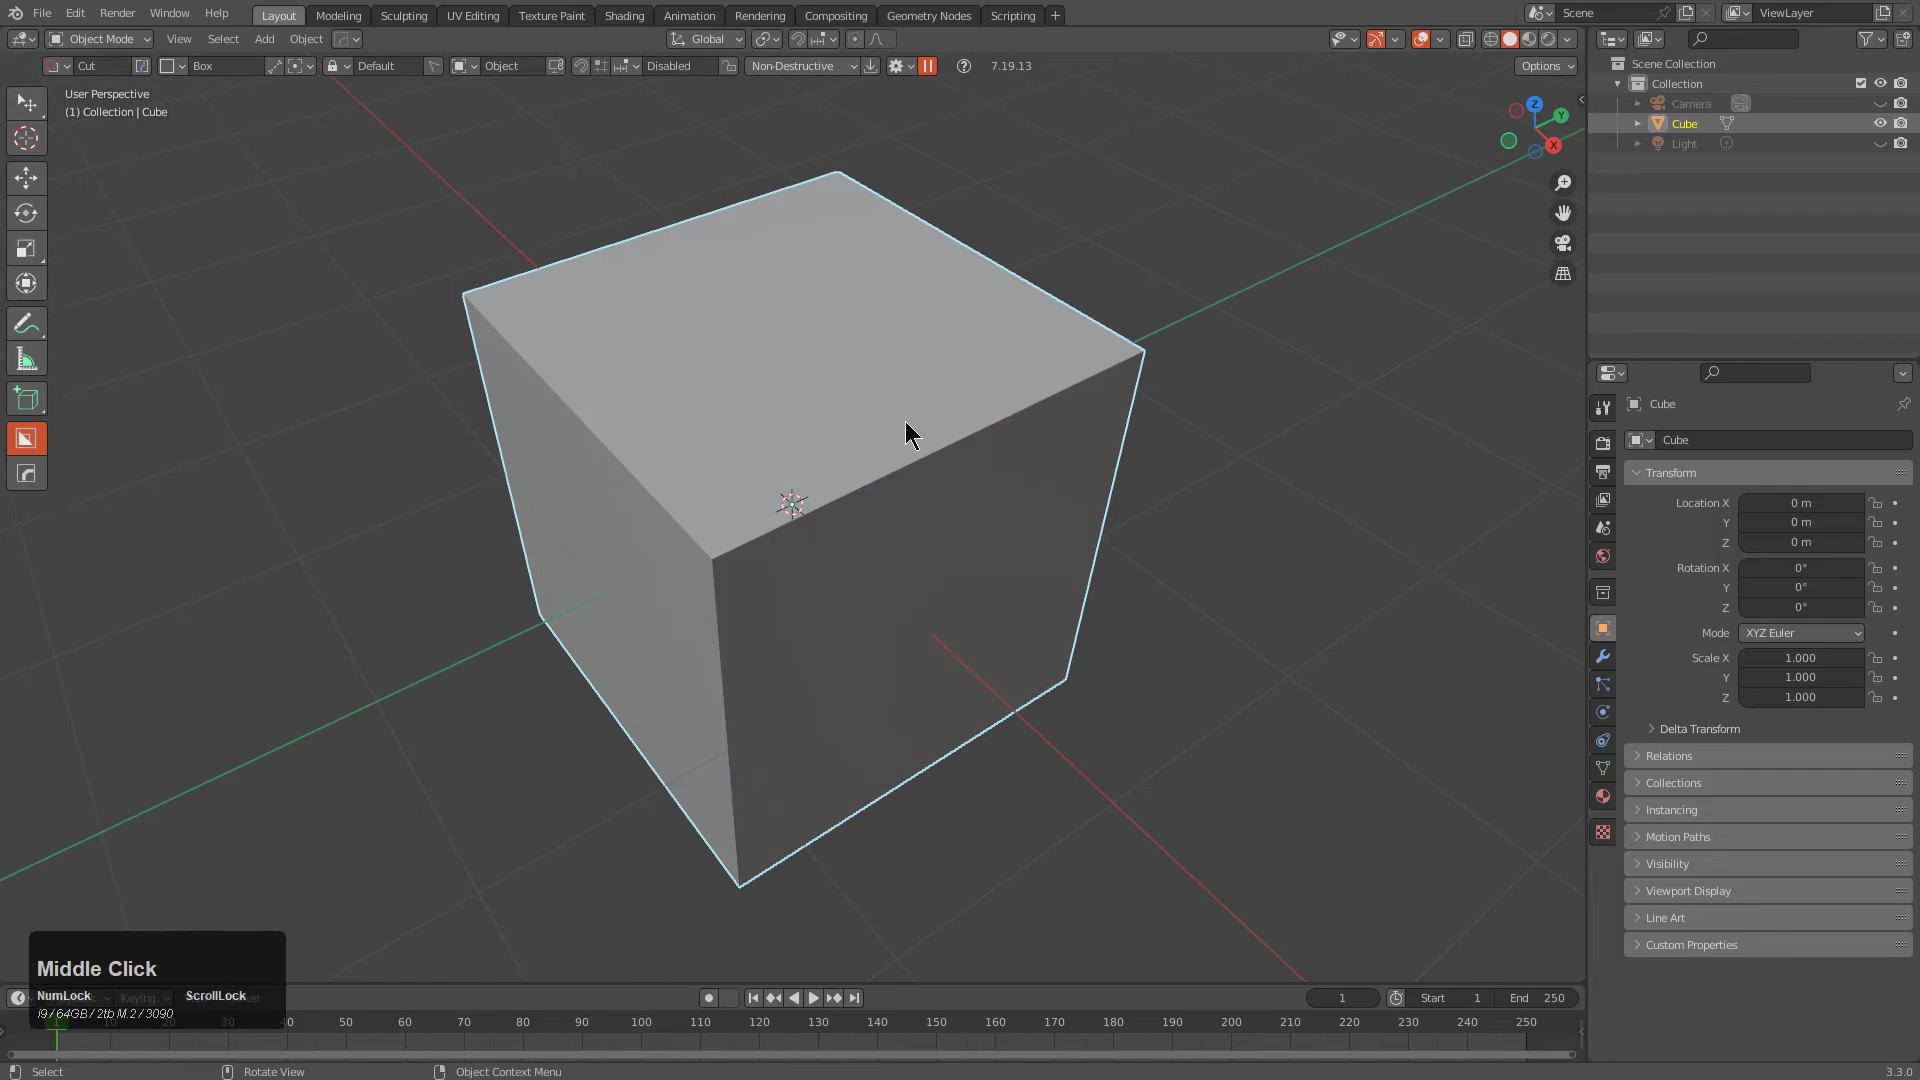 File Edit Render Window Help Layout Modeling Sculpting UV Editing Texture Paint Shading Animation Rendering Compositing Geometry Nodes Scripting + Scene ViewLayer
Object Mode View Select Add Object Global
Cut Box Default Object Disabled Non-Destructive 7.19.13 Options
User Perspective
(1) Collection | Cube
Z
Y
X
Scene Collection
Collection
Camera
Cube
Light
Cube
Cube
Transform
Location X 0 m
Y 0 m
Z 0 m
Rotation X 0°
Y 0°
Z 0°
Mode XYZ Euler
Scale X 1.000
Y 1.000
Z 1.000
Delta Transform
Relations
Collections
Instancing
Motion Paths
Visibility
Viewport Display
Line Art
Custom Properties
Middle Click
NumLock ScrollLock
i9/64GB/2tb M.2/3090
Keying
1 Start 1 End 250
1 10 20 30 40 50 60 70 80 90 100 110 120 130 140 150 160 170 180 190 200 210 220 230 240 250
Select Rotate View Object Context Menu 3.3.0